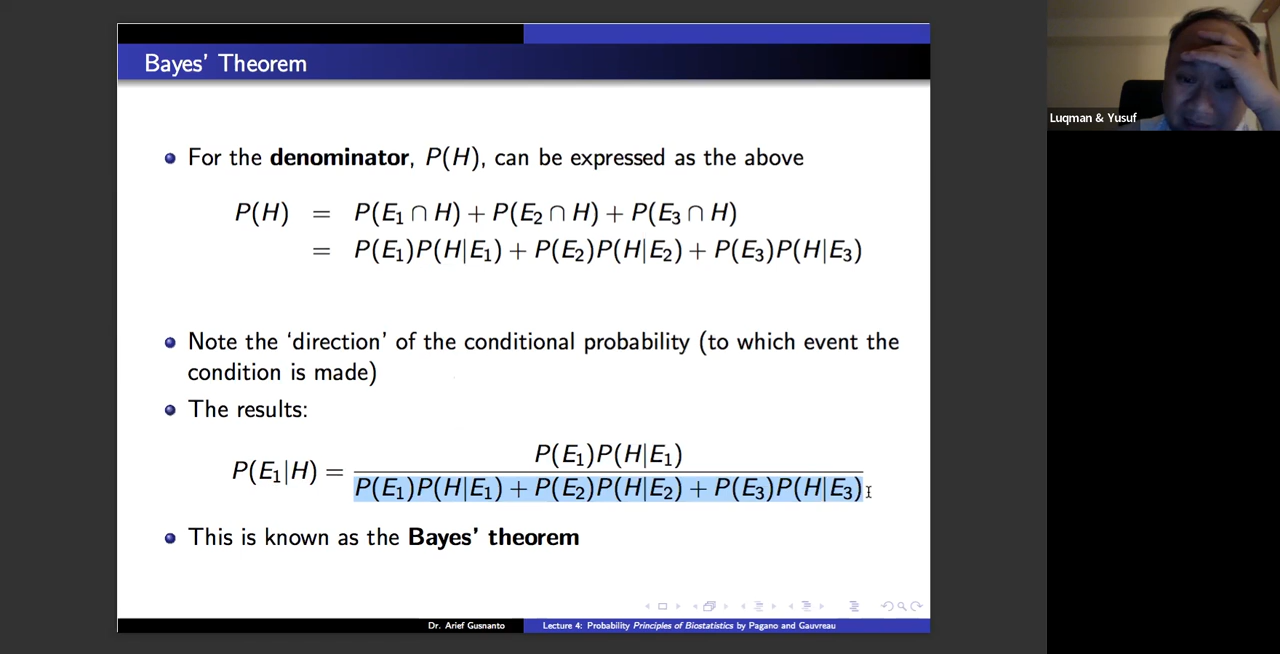 Bayes' Theorem
For the denominator, P(H), can be expressed as the above
P(H) = P(E₁ ∩ H) + P(E₂ ∩ H) + P(E₃ ∩ H)
= P(E₁)P(H|E₁) + P(E₂)P(H|E₂) + P(E₃)P(H|E₃)
Note the ‘direction’ of the conditional probability (to which event the
condition is made)
The results:
P(E₁)P(H|E₁)
P(E₁|H) =
P(E₁)P(H|E₁) + P(E₂)P(H|E₂) + P(E₃)P(H|E₃)
This is known as the Bayes' theorem
Dr. Arief Gusnanto
Lecture 4: Probability Principles of Biostatistics by Pagano and Gauvreau
Luqman & Yusuf